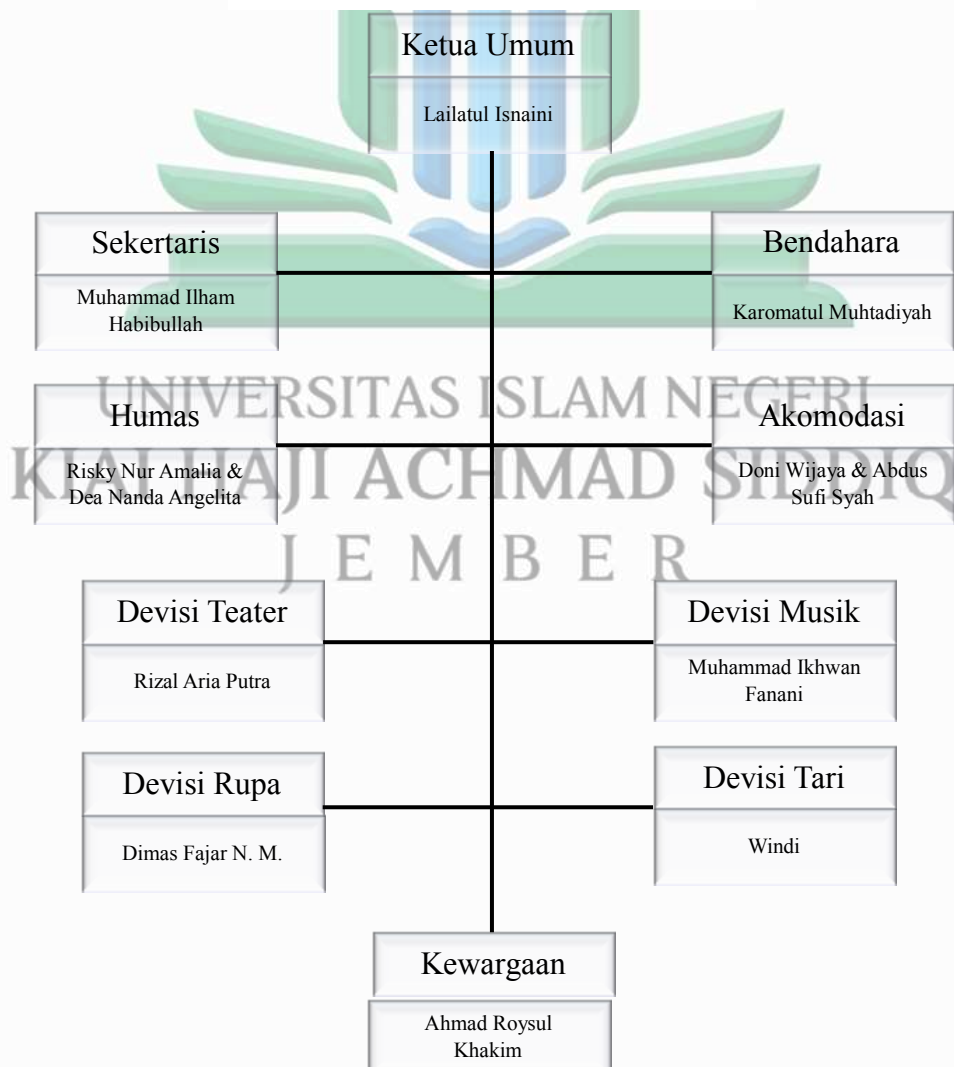 Ketua Umum
Lailatul Isnaini
Sekertaris
Muhammad Ilham
Habibullah
Bendahara
Karomatul Muhtadiyah
UNIVERSITAS ISLAM NEGERI
Humas
Risky Nur Amalia &
Dea Nanda Angelita
Akomodasi
Doni Wijaya & Abdus
Sufi Syah
KIAI HAJI ACHMAD SIDDIQ
JEMBER
Devisi Teater
Rizal Aria Putra
Devisi Musik
Muhammad Ikhwan
Fanani
Devisi Rupa
Dimas Fajar N. M.
Devisi Tari
Windi
Kewargaan
Ahmad Roysul
Khakim